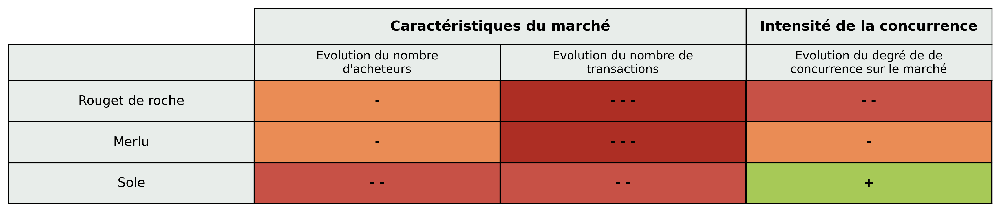 Caractéristiques du marché
Intensité de la concurrence
Evolution du nombre
d'acheteurs
Evolution du nombre de
transactions
Evolution du degré de de
concurrence sur le marché
Rouget de roche
-
- - -
- -
Merlu
-
- - -
-
Sole
- -
- -
+